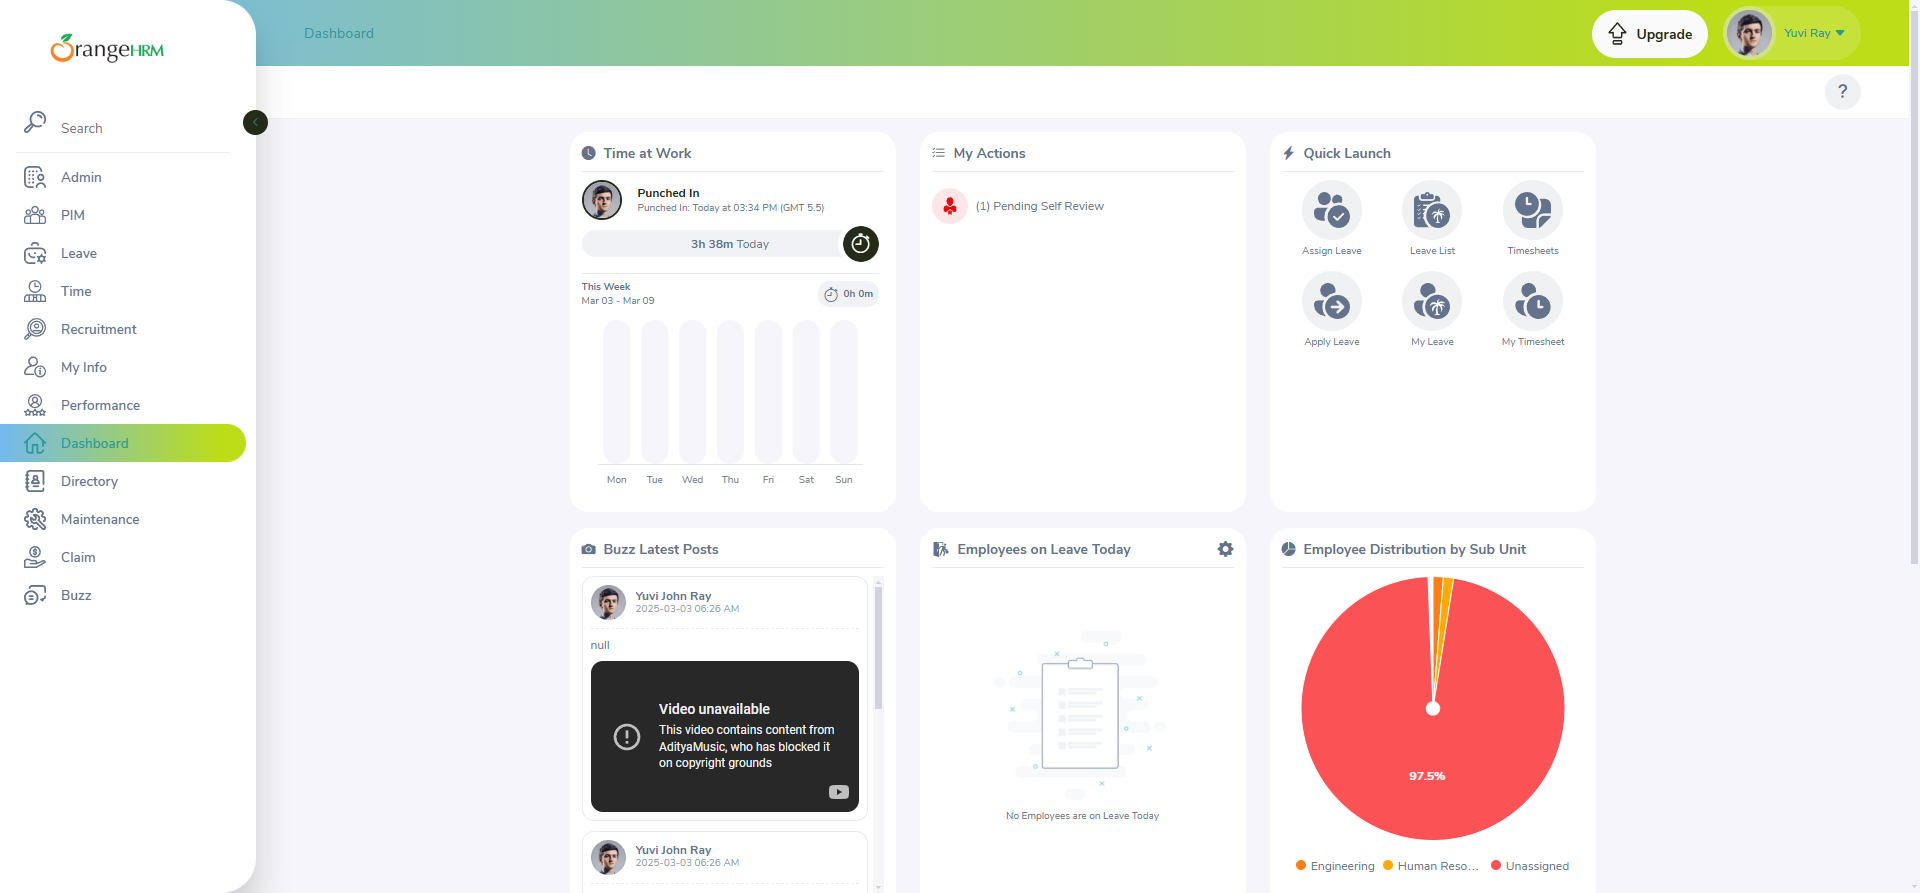 OrangeHRM
Search
Admin
PIM
Leave
Time
Recruitment
My Info
Performance
Dashboard
Directory
Maintenance
Claim
Buzz
Dashboard
Upgrade
Yuvi Ray
?
Time at Work
Punched In
Punched In: Today at 03:34 PM (GMT 5.5)
3h 38m Today
This Week
Mar 03 - Mar 09
0h 0m
Mon Tue Wed Thu Fri Sat Sun
My Actions
(1) Pending Self Review
Quick Launch
Assign Leave
Leave List
Timesheets
Apply Leave
My Leave
My Timesheet
Buzz Latest Posts
Yuvi John Ray
2025-03-03 06:26 AM
null
Video unavailable
This video contains content from
AdityaMusic, who has blocked it
on copyright grounds
Yuvi John Ray
2025-03-03 06:26 AM
Employees on Leave Today
No Employees are on Leave Today
Employee Distribution by Sub Unit
97.5%
Engineering
Human Reso...
Unassigned